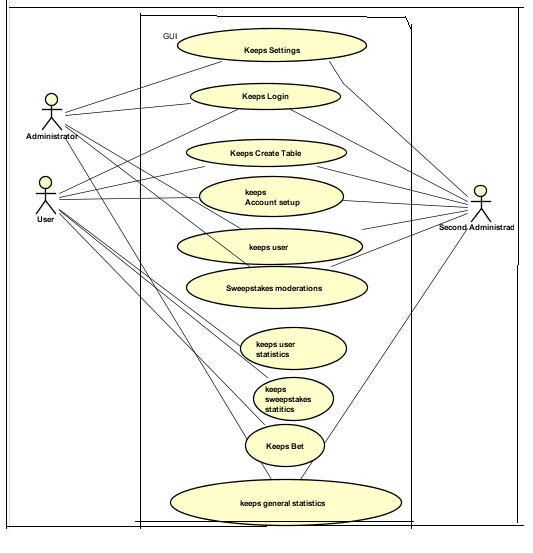 GUI
Keeps Settings
Keeps Login
Administrator
Keeps Create Table
keeps
Account setup
User
Second Administrad
keeps user
Sweepstakes moderations
keeps user
statistics
keeps
sweepstakes
statitics
Keeps Bet
keeps general statistics